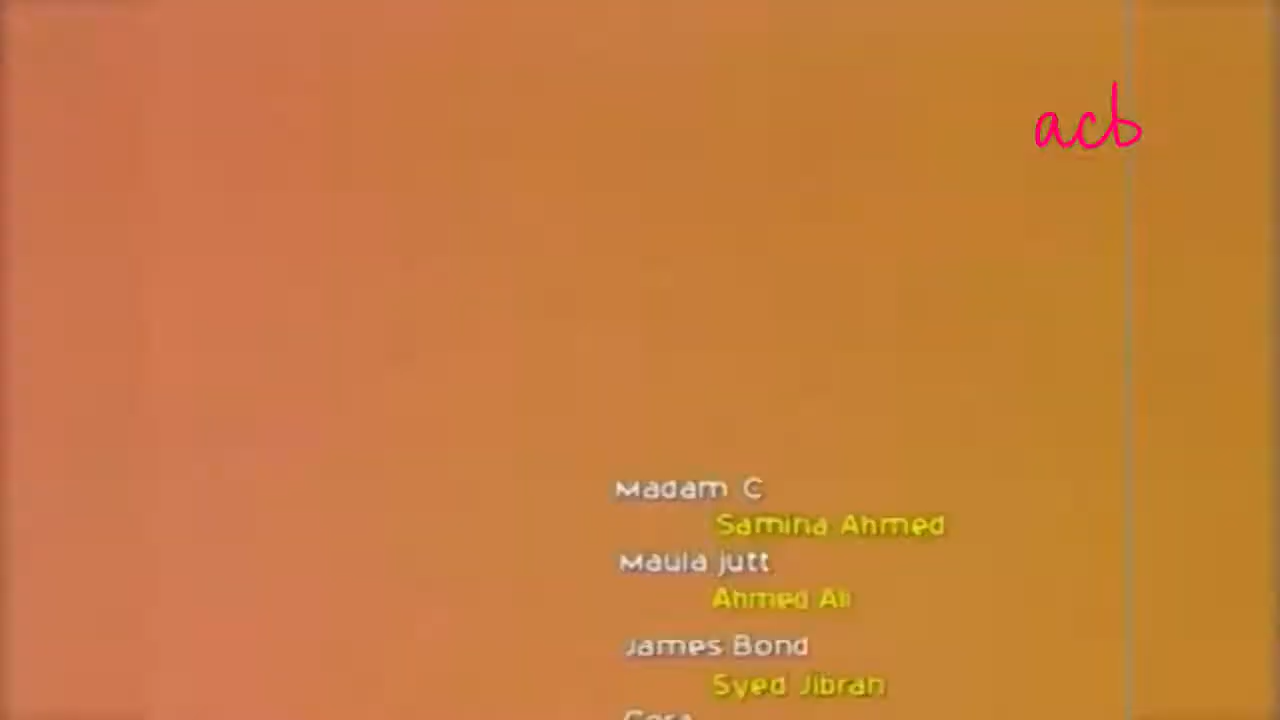 acb
Madam C
Samina Ahmed
Maula jutt
Ahmed Ali
James Bond
Syed Jibran